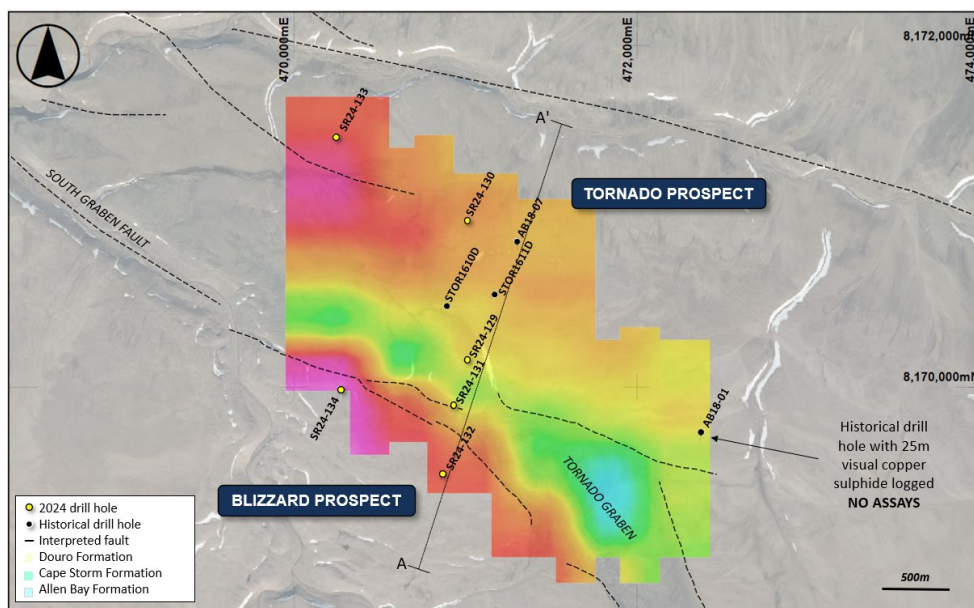 470,000mE
472,000mE
474,000mE
8,172,000mN
SR24-133
A'
SR24-130
TORNADO PROSPECT
AB18-07
SOUTH GRABEN FAULT
STOR1610D
STOR1611D
SR24-129
8,170,000mN
SR24-131
SR24-134
AB18-01
SR24-132
Historical drill
hole with 25m
visual copper
sulphide logged
NO ASSAYS
TORNADO GRABEN
BLIZZARD PROSPECT
A
2024 drill hole
Historical drill hole
Interpreted fault
Douro Formation
Cape Storm Formation
Allen Bay Formation
500m